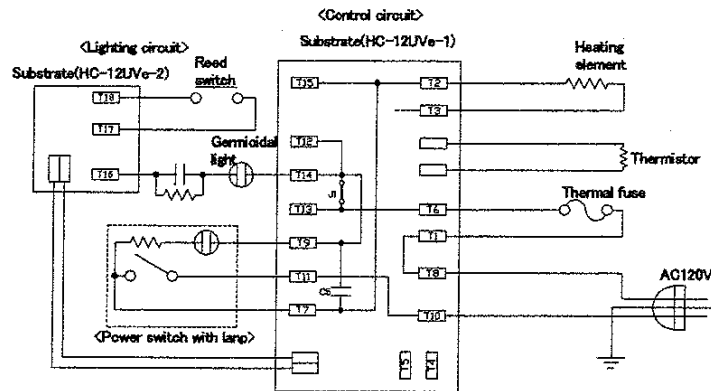 <Control circuit>
<Lighting circuit>
Substrate(HC-12UVe-1)
Substrate(HC-12UVe-2)
Reed
switch
Heating
element
T18
T15
T2
T3
T17
Germicidal
light
T12
T16
T14
Thermistor
J1
Thermal fuse
T13
T6
T9
T1
T11
T8
AC120V
C5
T7
T10
<Power switch with lamp>
T5
T4